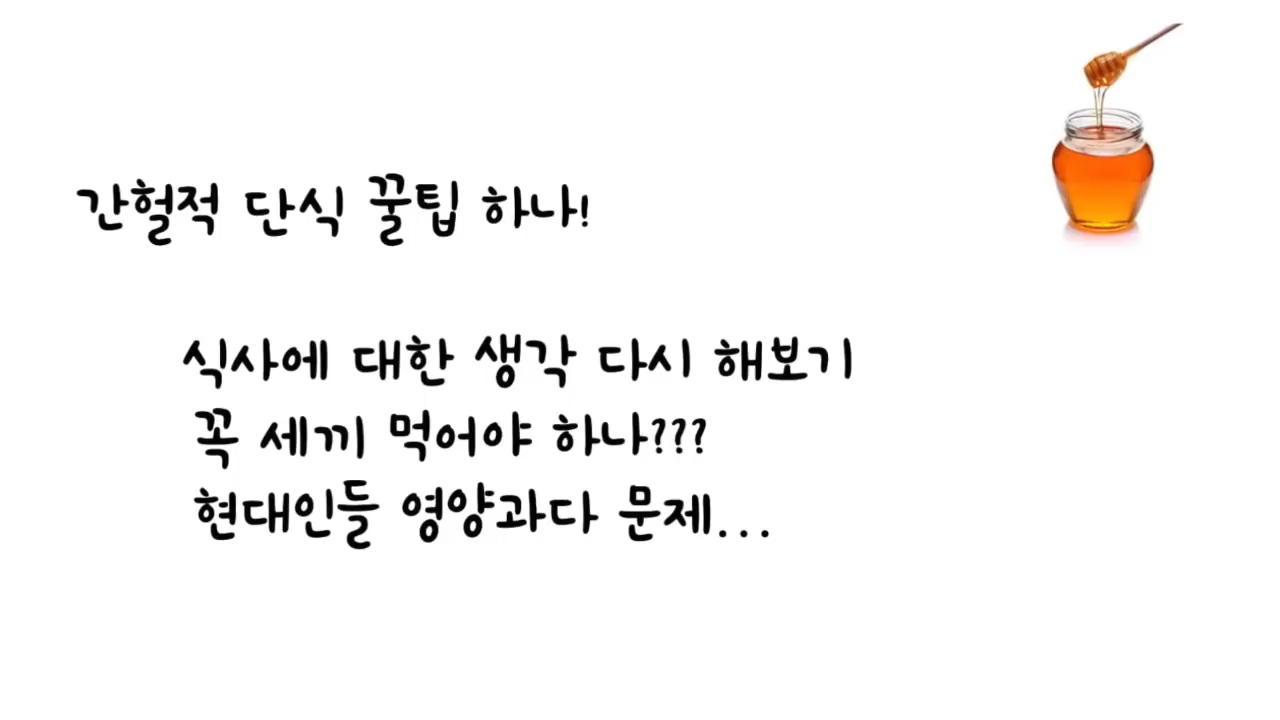 간헐적 단식 꿀팁 하나!
식사에 대한 생각 다시 해보기
꼭 세끼 먹어야 하나???
현대인들 영양과다 문제...